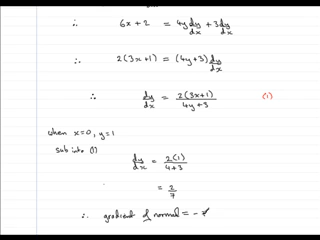 ∴ 6x + 2 = 4y dy/dx + 3 dy/dx
∴ 2(3x+1) = (4y+3) dy/dx
∴ dy/dx = 2(3x+1)/4y+3 (1)
when x=0, y=1
sub into (1)
dy/dx = 2(1)/4+3
= 2/7
∴ gradient of normal = -